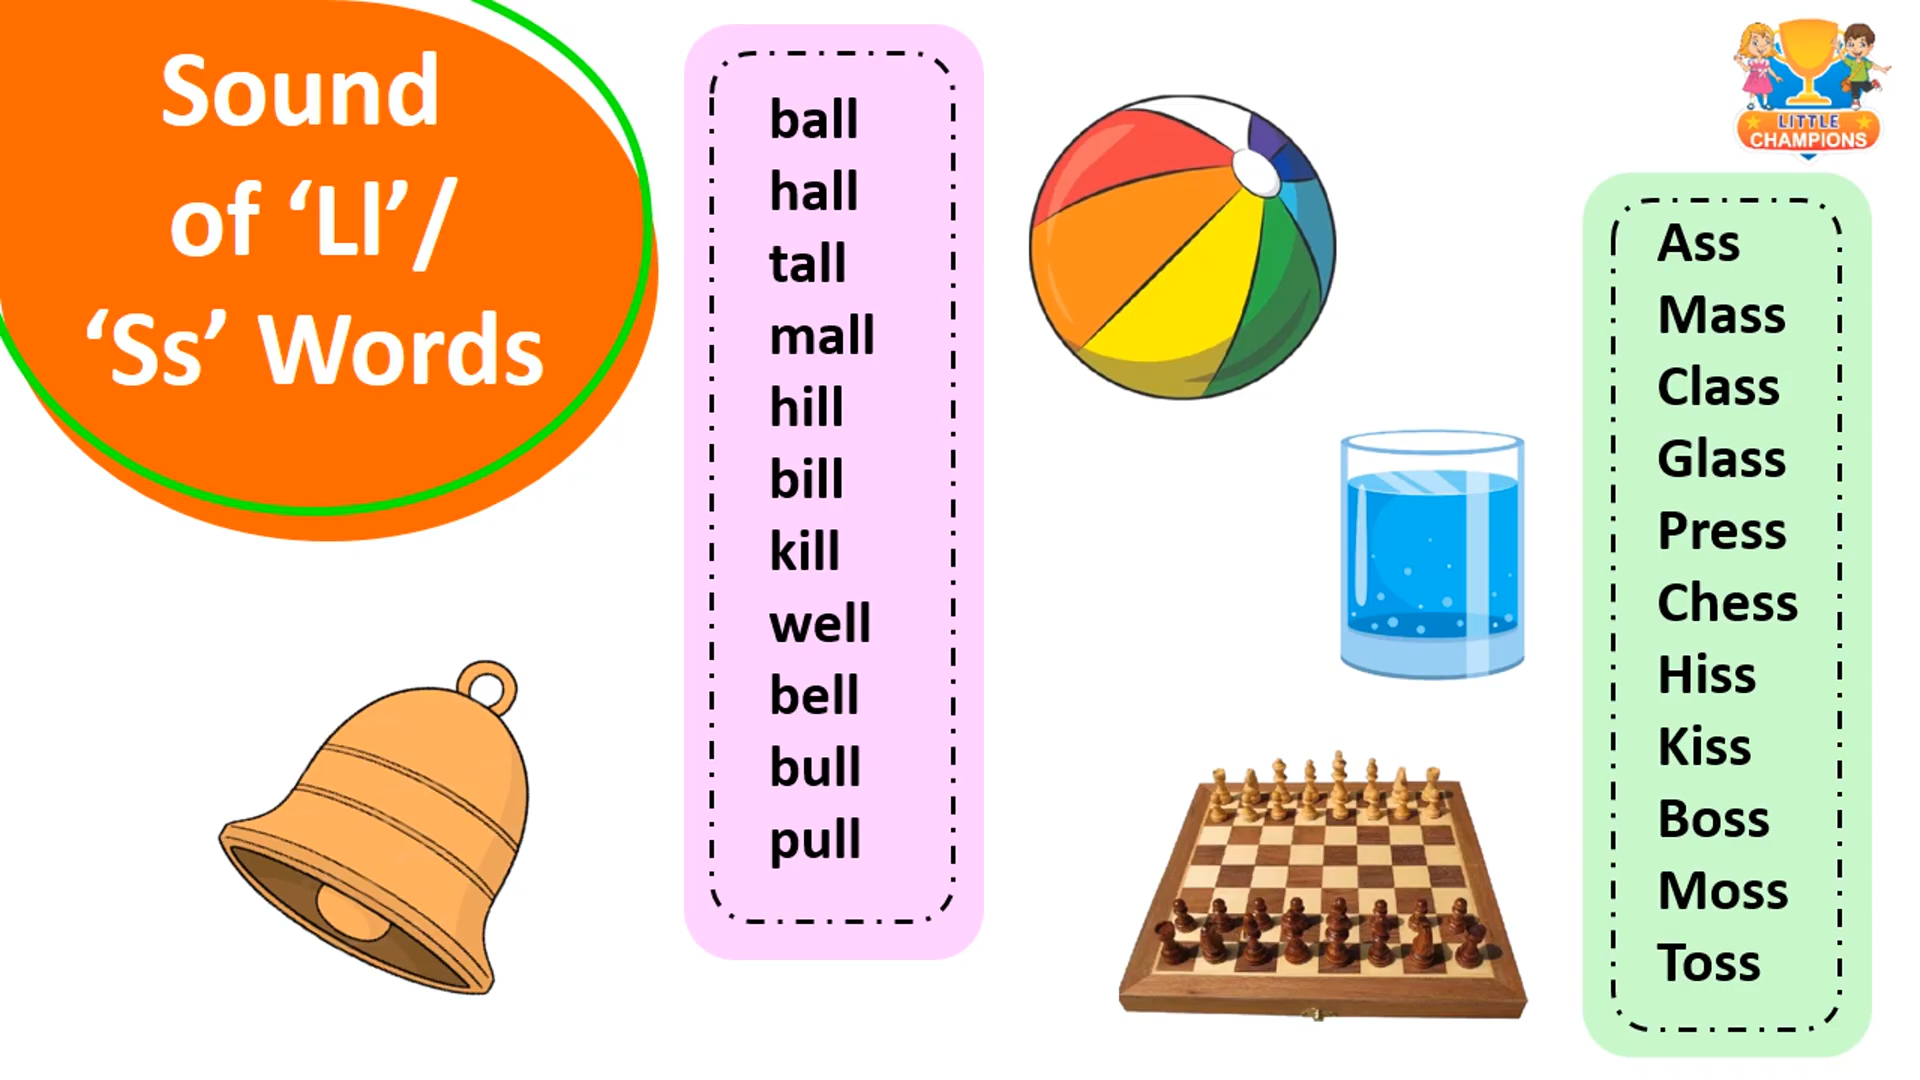 Sound
of ‘Ll’/
‘Ss’ Words
ball
hall
tall
mall
hill
bill
kill
well
bell
bull
pull
LITTLE
CHAMPIONS
Ass
Mass
Class
Glass
Press
Chess
Hiss
Kiss
Boss
Moss
Toss